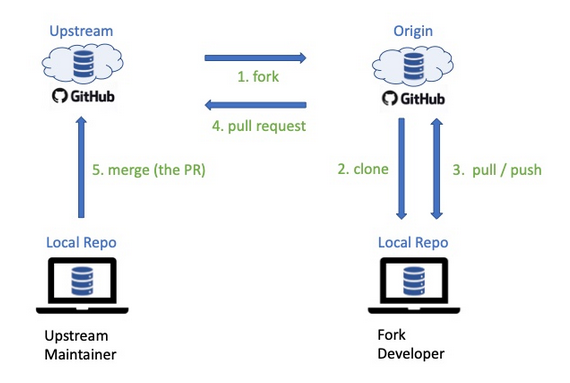 Upstream
Origin
GitHub
GitHub
1. fork
4. pull request
5. merge (the PR)
2. clone
3. pull / push
Local Repo
Local Repo
Upstream
Maintainer
Fork
Developer